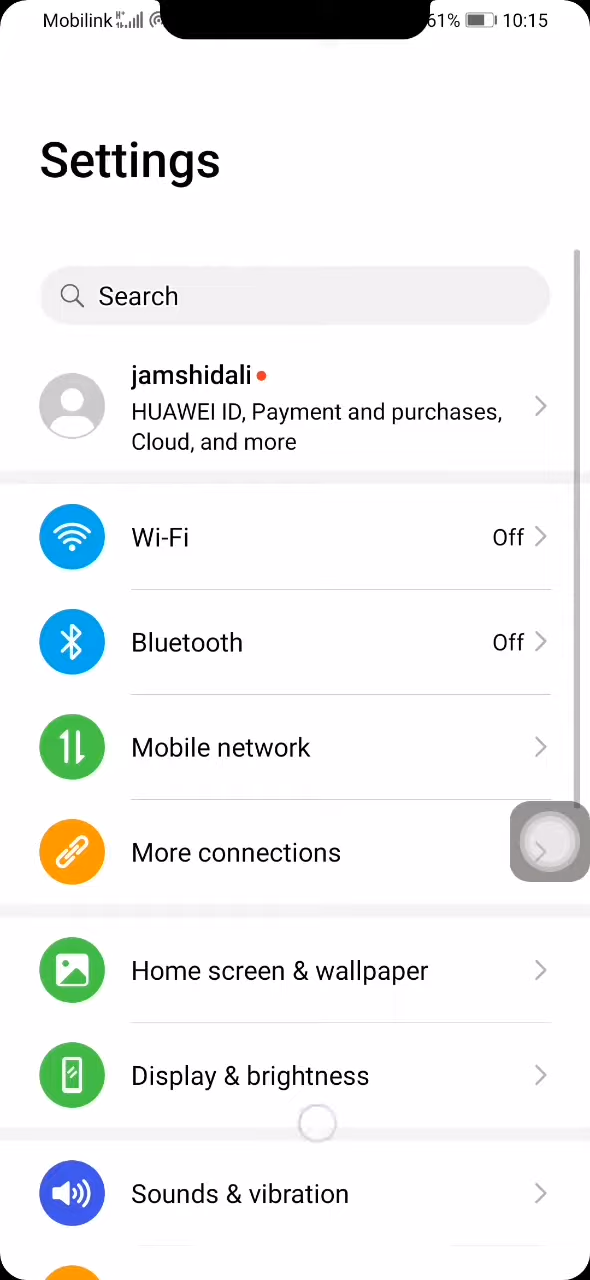 Mobilink 61% 10:15
Settings
Search
jamshidali
HUAWEI ID, Payment and purchases,
Cloud, and more
Wi-Fi Off
Bluetooth Off
Mobile network
More connections
Home screen & wallpaper
Display & brightness
Sounds & vibration